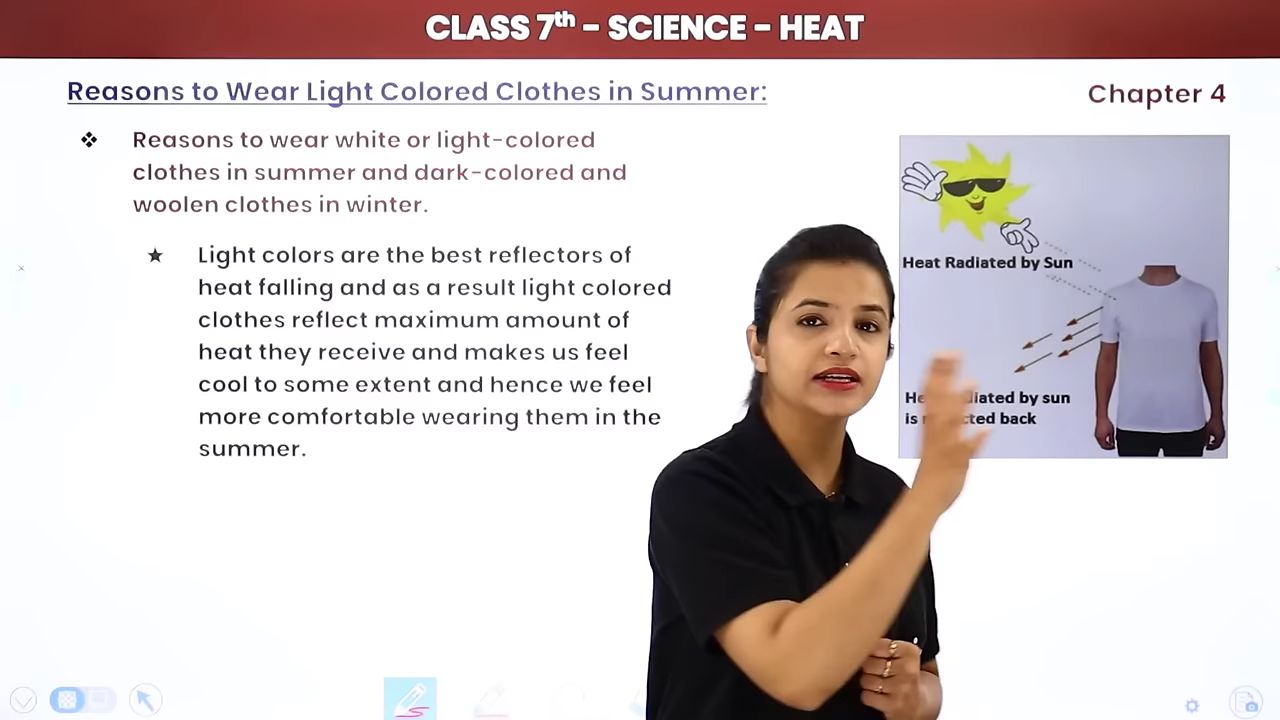 CLASS 7th - SCIENCE - HEAT
Reasons to Wear Light Colored Clothes in Summer:
Chapter 4
❖ Reasons to wear white or light-colored
clothes in summer and dark-colored and
woolen clothes in winter.
★ Light colors are the best reflectors of
heat falling and as a result light colored
clothes reflect maximum amount of
heat they receive and makes us feel
cool to some extent and hence we feel
more comfortable wearing them in the
summer.
Heat Radiated by Sun
by sun
is back